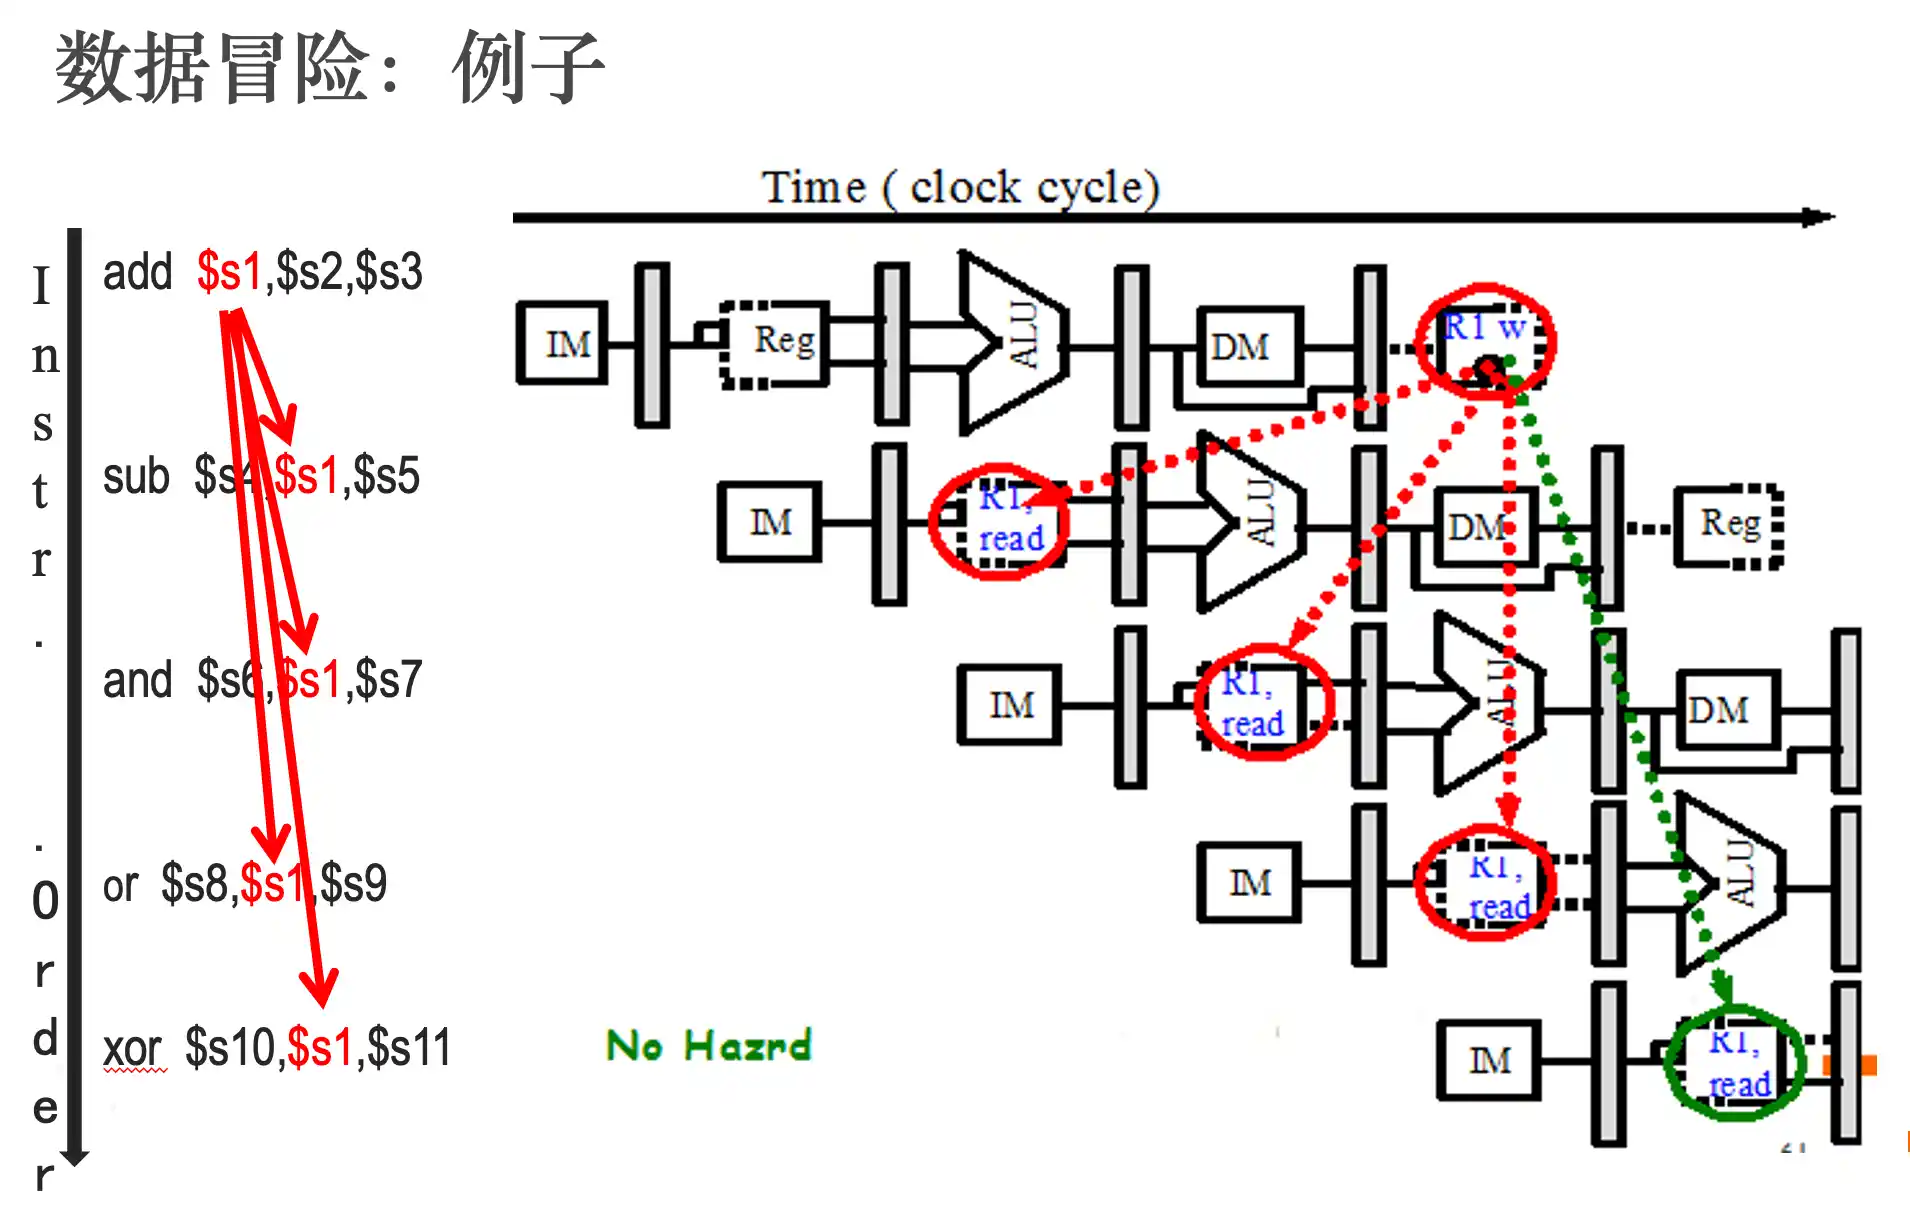 数据冒险：例子
Time ( clock cycle)
Instr.
.0rder
add $s1,$s2,$s3
IM Reg ALU DM R1 w
sub $s4 $s1,$s5
IM R1, read ALU DM Reg
and $s6,$s1,$s7
IM R1, read ALU DM
or $s8,$s1,$s9
IM R1, read ALU
xor $s10,$s1,$s11
No Hazrd
IM R1, read